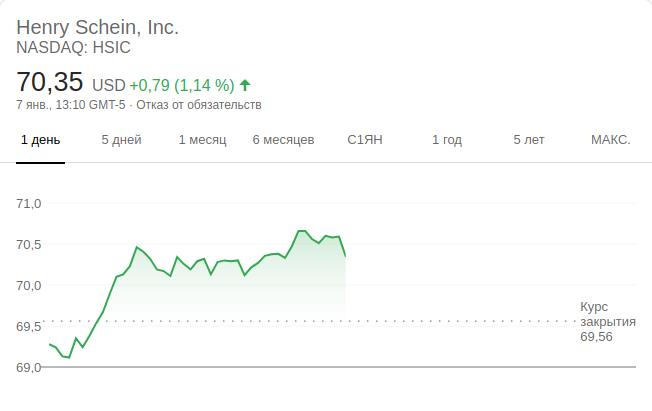 Henry Schein, Inc.
NASDAQ: HSIC
70,35 USD +0,79 (1,14 %)
7 янв., 13:10 GMT-5 · Отказ от обязательств
1 день 5 дней 1 месяц 6 месяцев С1ЯН 1 год 5 лет МАКС.
71,0
70,5
70,0
69,5
69,0
Курс
закрытия
69,56